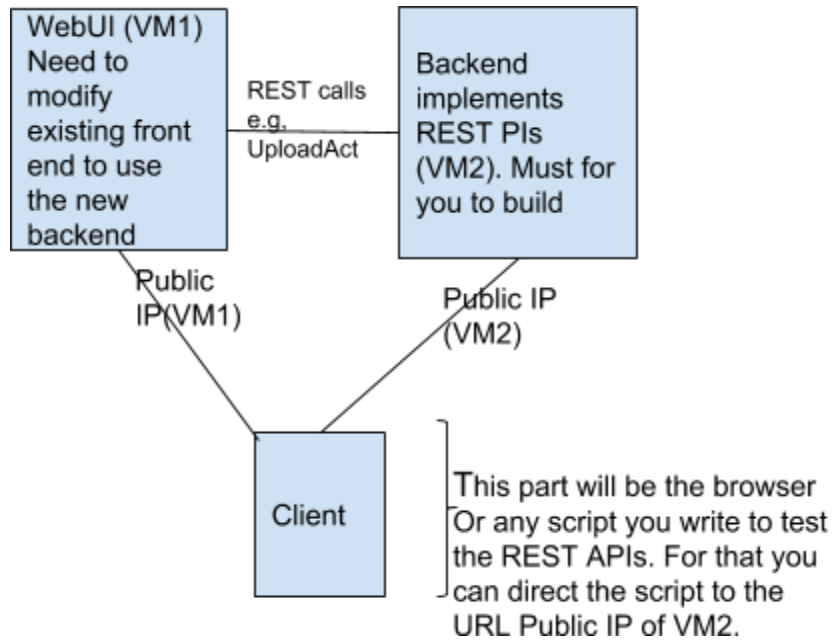 WebUI (VM1)
Need to
modify
existing front
end to use
the new
backend
REST calls
e.g,
UploadAct
Backend
implements
REST PIs
(VM2). Must for
you to build
Public
IP(VM1)
Public IP
(VM2)
Client
This part will be the browser
Or any script you write to test
the REST APIs. For that you
can direct the script to the
URL Public IP of VM2.